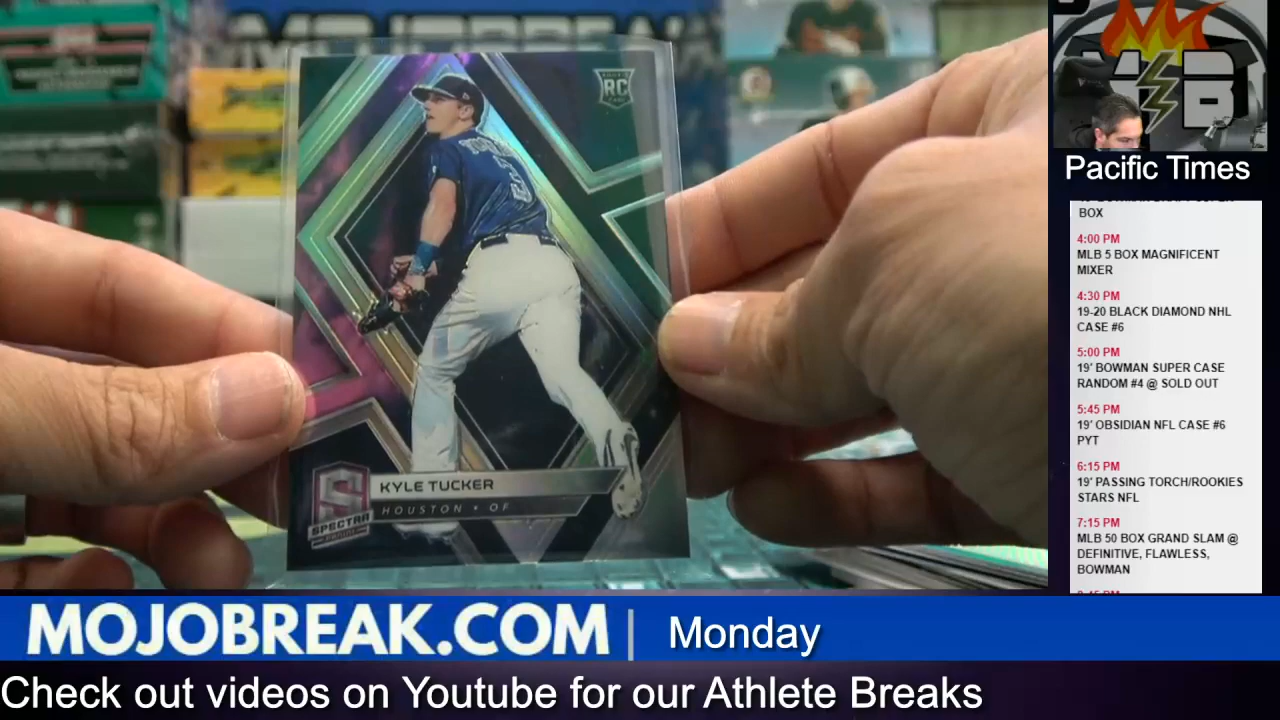 RC
3
KYLE TUCKER
HOUSTON • OF
SPECTRA
Pacific Times
BOX
4:00 PM
MLB 5 BOX MAGNIFICENT
MIXER
4:30 PM
19-20 BLACK DIAMOND NHL
CASE #6
5:00 PM
19' BOWMAN SUPER CASE
RANDOM #4 @ SOLD OUT
5:45 PM
19' OBSIDIAN NFL CASE #6
PYT
6:15 PM
19' PASSING TORCH/ROOKIES
STARS NFL
7:15 PM
MLB 50 BOX GRAND SLAM @
DEFINITIVE, FLAWLESS,
BOWMAN
MOJOBREAK.COM | Monday
Check out videos on Youtube for our Athlete Breaks